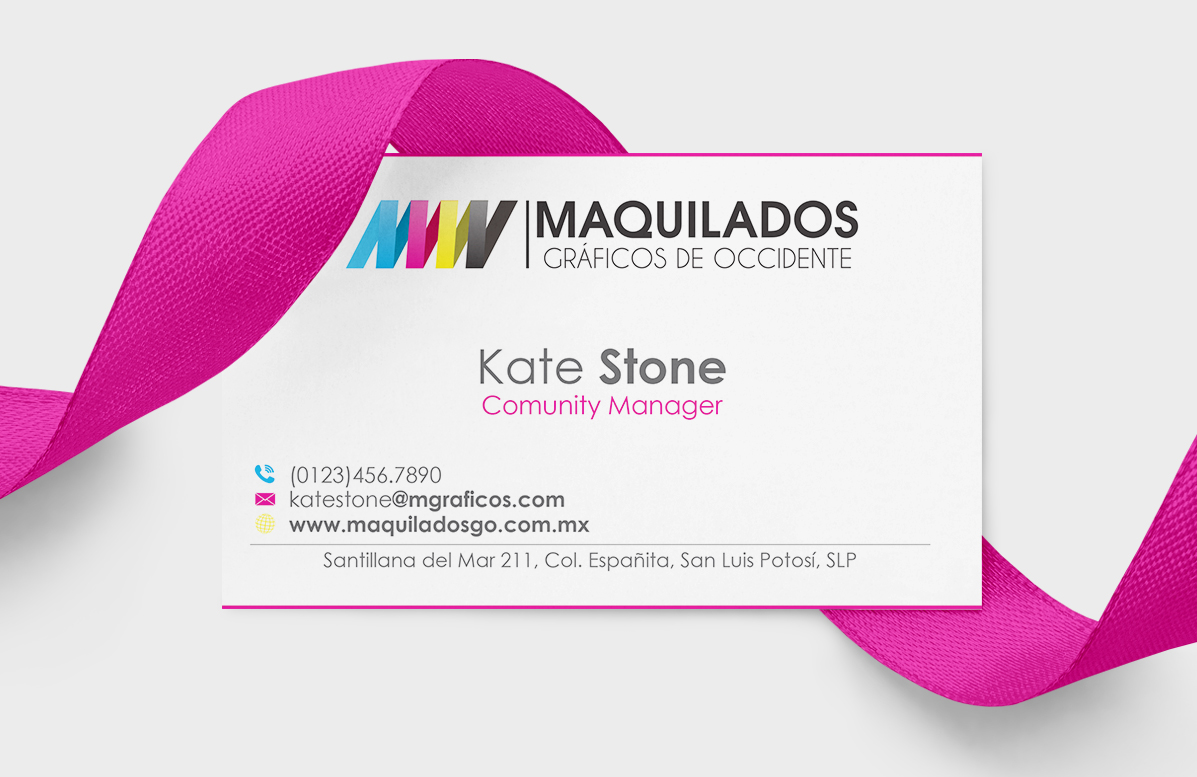 MAQUILADOS
GRÁFICOS DE OCCIDENTE
Kate Stone
Comunity Manager
(0123)456.7890
katestone@mgraficos.com
www.maquiladosgo.com.mx
Santillana del Mar 211, Col. Españita, San Luis Potosí, SLP